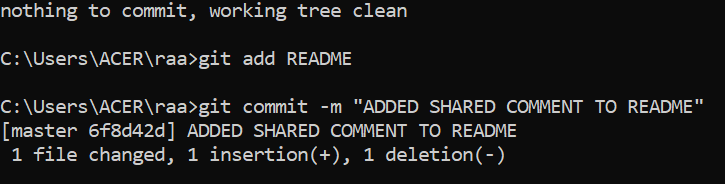 nothing to commit, working tree clean
C:\Users\ACER\raa>git add README
C:\Users\ACER\raa>git commit -m "ADDED SHARED COMMENT TO README"
[master 6f8d42d] ADDED SHARED COMMENT TO README
 1 file changed, 1 insertion(+), 1 deletion(-)